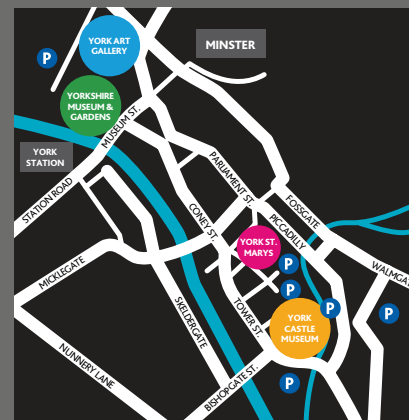 YORK ART
GALLERY
MINSTER
P
YORKSHIRE
MUSEUM &
GARDENS
MUSEUM ST.
YORK
STATION
STATION ROAD
PARLIAMENT ST.
CONEY ST.
FOSSGATE
PICCADILLY
YORK ST.
MARYS
P
WALMGA
MICKLEGATE
P
SKELDERGATE
TOWER ST.
P
P
YORK
CASTLE
MUSEUM
NUNNERY LANE
BISHOPGATE ST.
P